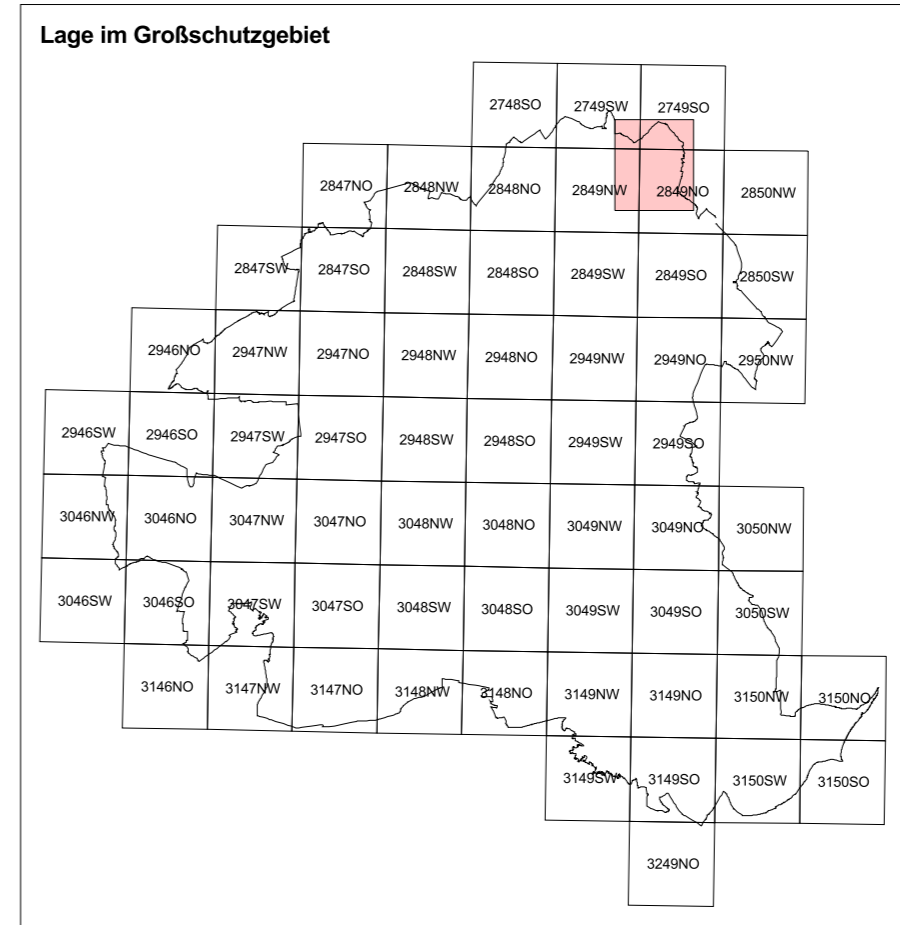 Lage im Großschutzgebiet
2748SO 2749SW 2749SO
2847NO 2848NW 2848NO 2849NW 2849NO 2850NW
2847SW 2847SO 2848SW 2848SO 2849SW 2849SO 2850SW
2946NO 2947NW 2947NO 2948NW 2948NO 2949NW 2949NO 2950NW
2946SW 2946SO 2947SW 2947SO 2948SW 2948SO 2949SW 2949SO
3046NW 3046NO 3047NW 3047NO 3048NW 3048NO 3049NW 3049NO 3050NW
3046SW 3046SO 3047SW 3047SO 3048SW 3048SO 3049SW 3049SO 3050SW
3146NO 3147NW 3147NO 3148NW 3148NO 3149NW 3149NO 3150NW 3150NO
3149SW 3149SO 3150SW 3150SO
3249NO